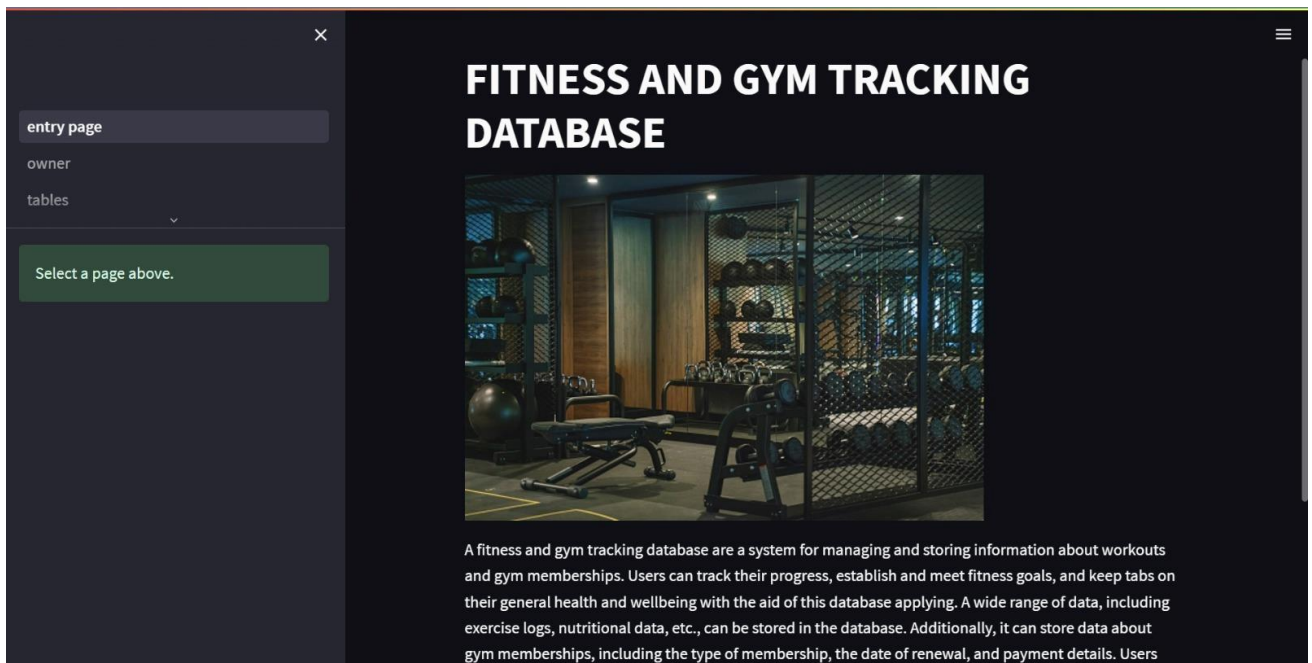 entry page
owner
tables
Select a page above.
FITNESS AND GYM TRACKING
DATABASE
A fitness and gym tracking database are a system for managing and storing information about workouts
and gym memberships. Users can track their progress, establish and meet fitness goals, and keep tabs on
their general health and wellbeing with the aid of this database applying. A wide range of data, including
exercise logs, nutritional data, etc., can be stored in the database. Additionally, it can store data about
gym memberships, including the type of membership, the date of renewal, and payment details. Users